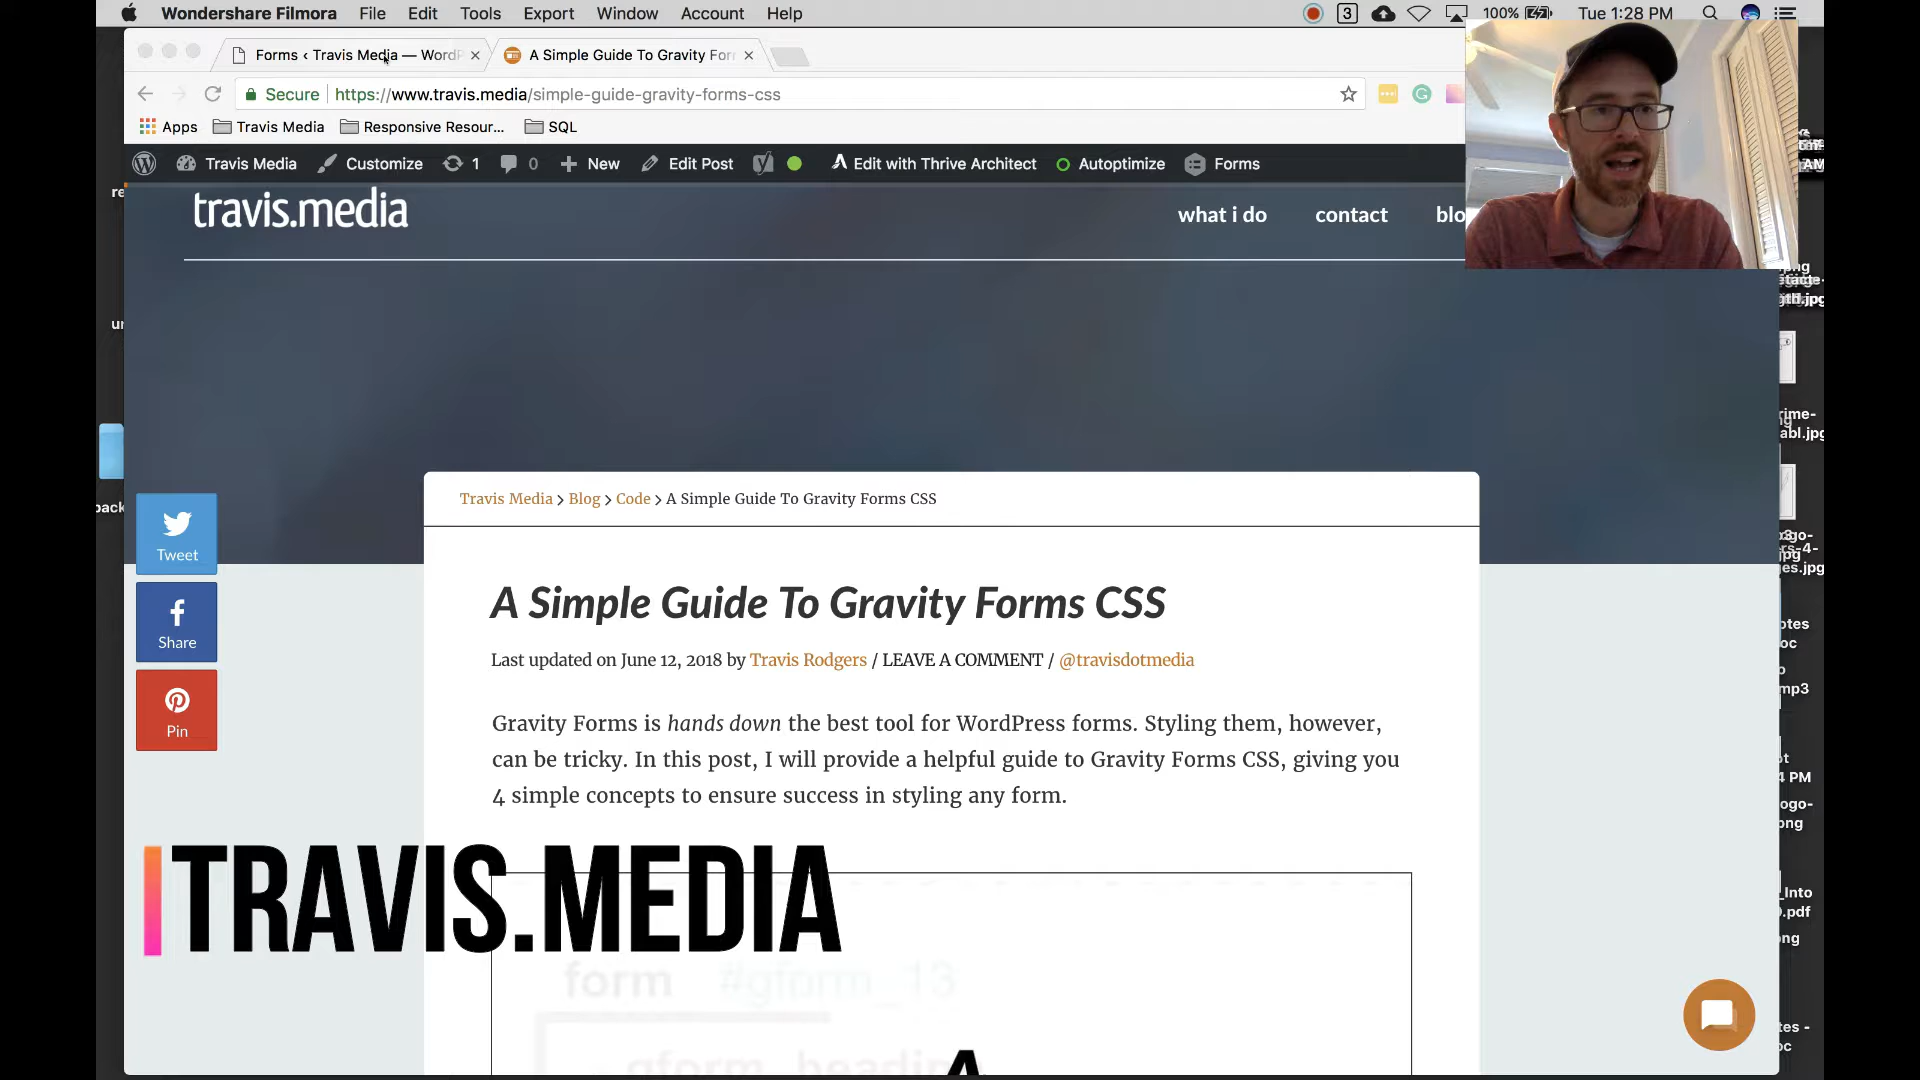 Wondershare Filmora File Edit Tools Export Window Account Help 3 100% Tue 1:28 PM
Forms ‹ Travis Media — WordP
A Simple Guide To Gravity For
Secure https://www.travis.media/simple-guide-gravity-forms-css
Apps Travis Media Responsive Resour... SQL
Travis Media Customize 1 0 New Edit Post Edit with Thrive Architect Autoptimize Forms
travis.media
what i do contact blo
Travis Media > Blog > Code > A Simple Guide To Gravity Forms CSS
Tweet
Share
Pin
A Simple Guide To Gravity Forms CSS
Last updated on June 12, 2018 by Travis Rodgers / LEAVE A COMMENT / @travisdotmedia
Gravity Forms is hands down the best tool for WordPress forms. Styling them, however,
can be tricky. In this post, I will provide a helpful guide to Gravity Forms CSS, giving you
4 simple concepts to ensure success in styling any form.
TRAVIS.MEDIA
form #gform_13
gform_heading